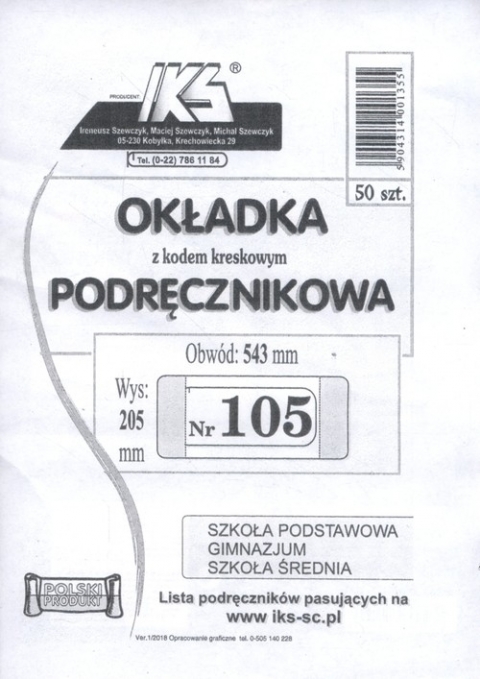 PRODUCENT:
IKS®
Ireneusz Szewczyk, Maciej Szewczyk, Michał Szewczyk
05-230 Kobyłka, Krechowiecka 29
Tel. (0-22) 786 11 84
5904314001355
50 szt.
OKŁADKA
z kodem kreskowym
PODRĘCZNIKOWA
Obwód: 543 mm
Wys:
205
mm
Nr 105
SZKOŁA PODSTAWOWA
GIMNAZJUM
SZKOŁA ŚREDNIA
POLSKI
PRODUKT
Lista podręczników pasujących na
www.iks-sc.pl
Ver.1/2018 Opracowanie graficzne tel. 0-505 140 228